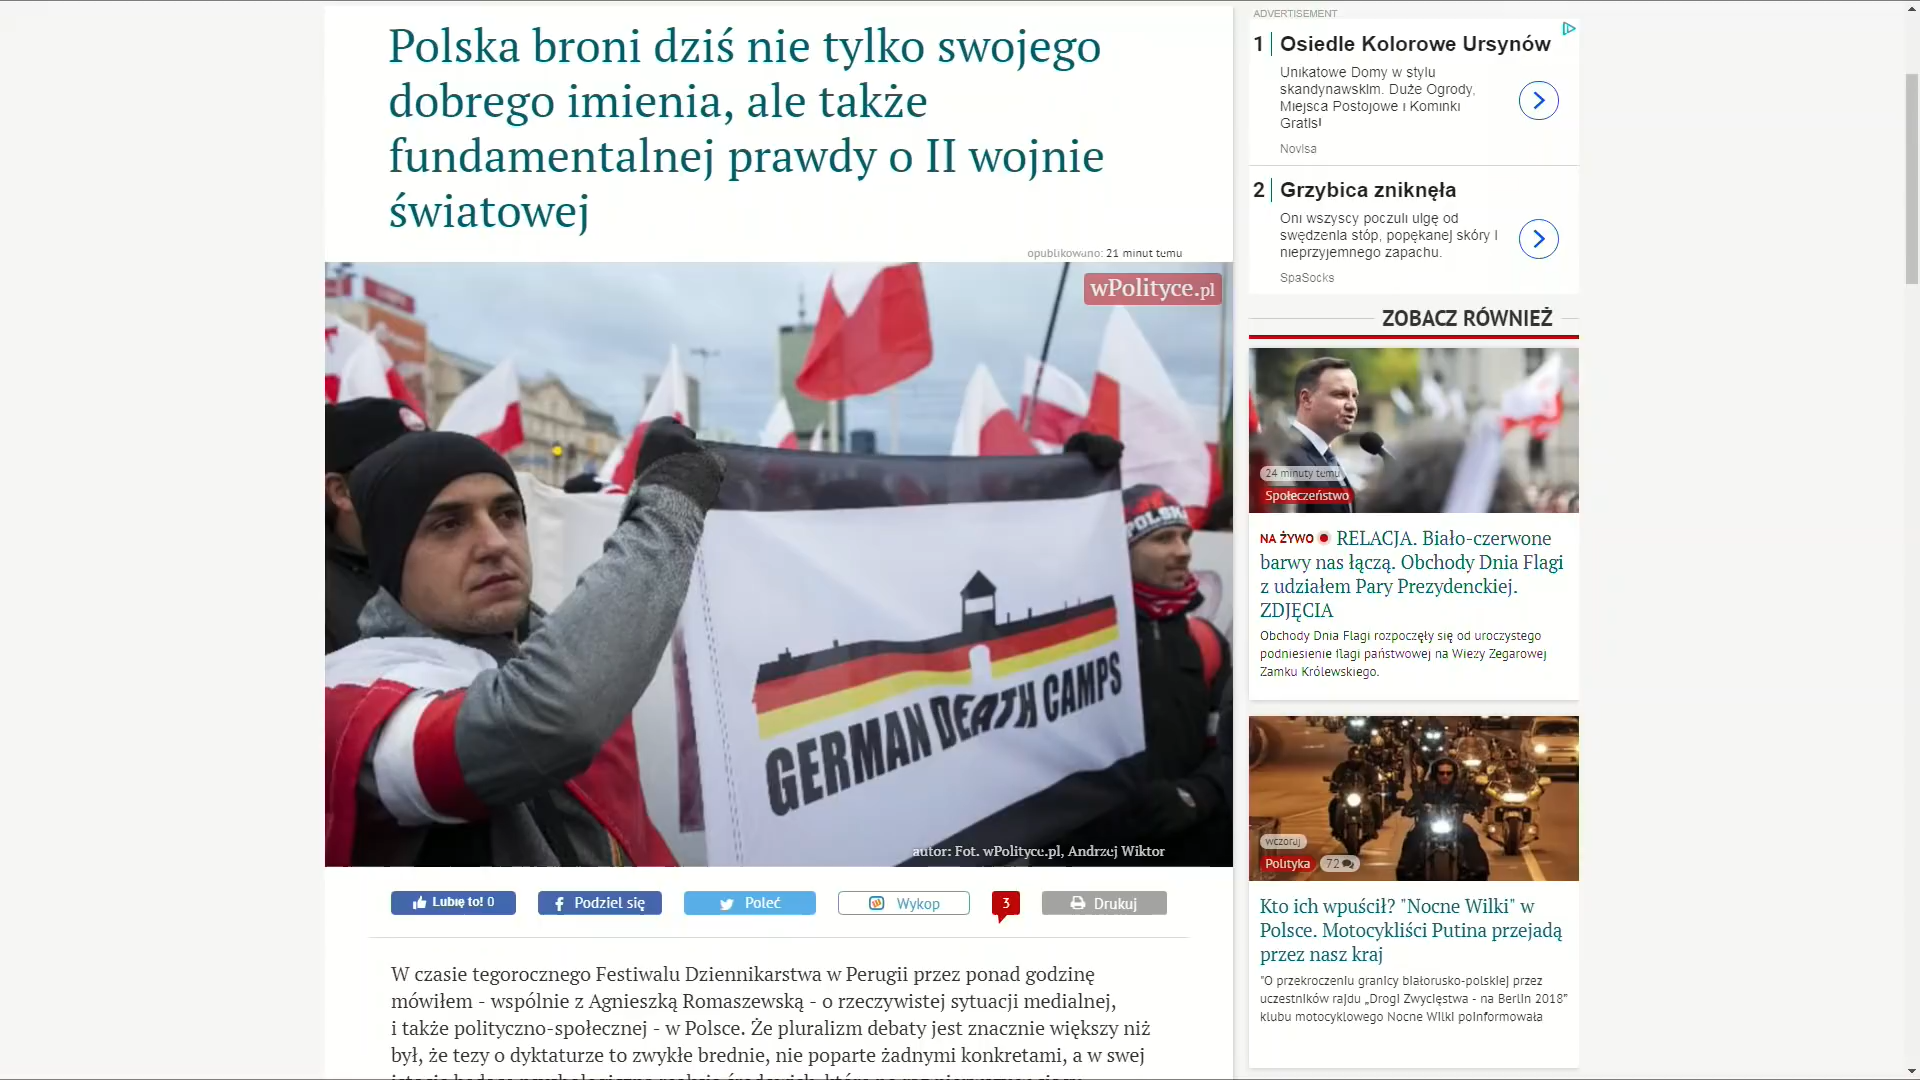 Polska broni dziś nie tylko swojego
dobrego imienia, ale także
fundamentalnej prawdy o II wojnie
światowej
opublikowano: 21 minut temu
wPolityce.pl
POLSKA
GERMAN DEATH CAMPS
autor: Fot. wPolityce.pl, Andrzej Wiktor
Lubię to! 0
Podziel się
Poleć
Wykop
3
Drukuj
W czasie tegorocznego Festiwalu Dziennikarstwa w Perugii przez ponad godzinę
mówiłem - wspólnie z Agnieszką Romaszewską - o rzeczywistej sytuacji medialnej,
i także polityczno-społecznej - w Polsce. Że pluralizm debaty jest znacznie większy niż
był, że tezy o dyktaturze to zwykłe brednie, nie poparte żadnymi konkretami, a w swej
ADVERTISEMENT
1 Osiedle Kolorowe Ursynów
Unikatowe Domy w stylu
skandynawskim. Duże Ogrody,
Miejsca Postojowe i Kominki
Gratis!
Novisa
2 Grzybica zniknęła
Oni wszyscy poczuli ulgę od
swędzenia stóp, popękanej skóry i
nieprzyjemnego zapachu.
SpaSocks
ZOBACZ RÓWNIEŻ
24 minuty temu
Społeczeństwo
NA ŻYWO RELACJA. Biało-czerwone
barwy nas łączą. Obchody Dnia Flagi
z udziałem Pary Prezydenckiej.
ZDJĘCIA
Obchody Dnia Flagi rozpoczęły się od uroczystego
podniesienie flagi państwowej na Wieży Zegarowej
Zamku Królewskiego.
wczoraj
Polityka 72
Kto ich wpuścił? "Nocne Wilki" w
Polsce. Motocykliści Putina przejadą
przez nasz kraj
"O przekroczeniu granicy białorusko-polskiej przez
uczestników rajdu „Drogi Zwycięstwa - na Berlin 2018”
klubu motocyklowego Nocne Wilki poinformowała